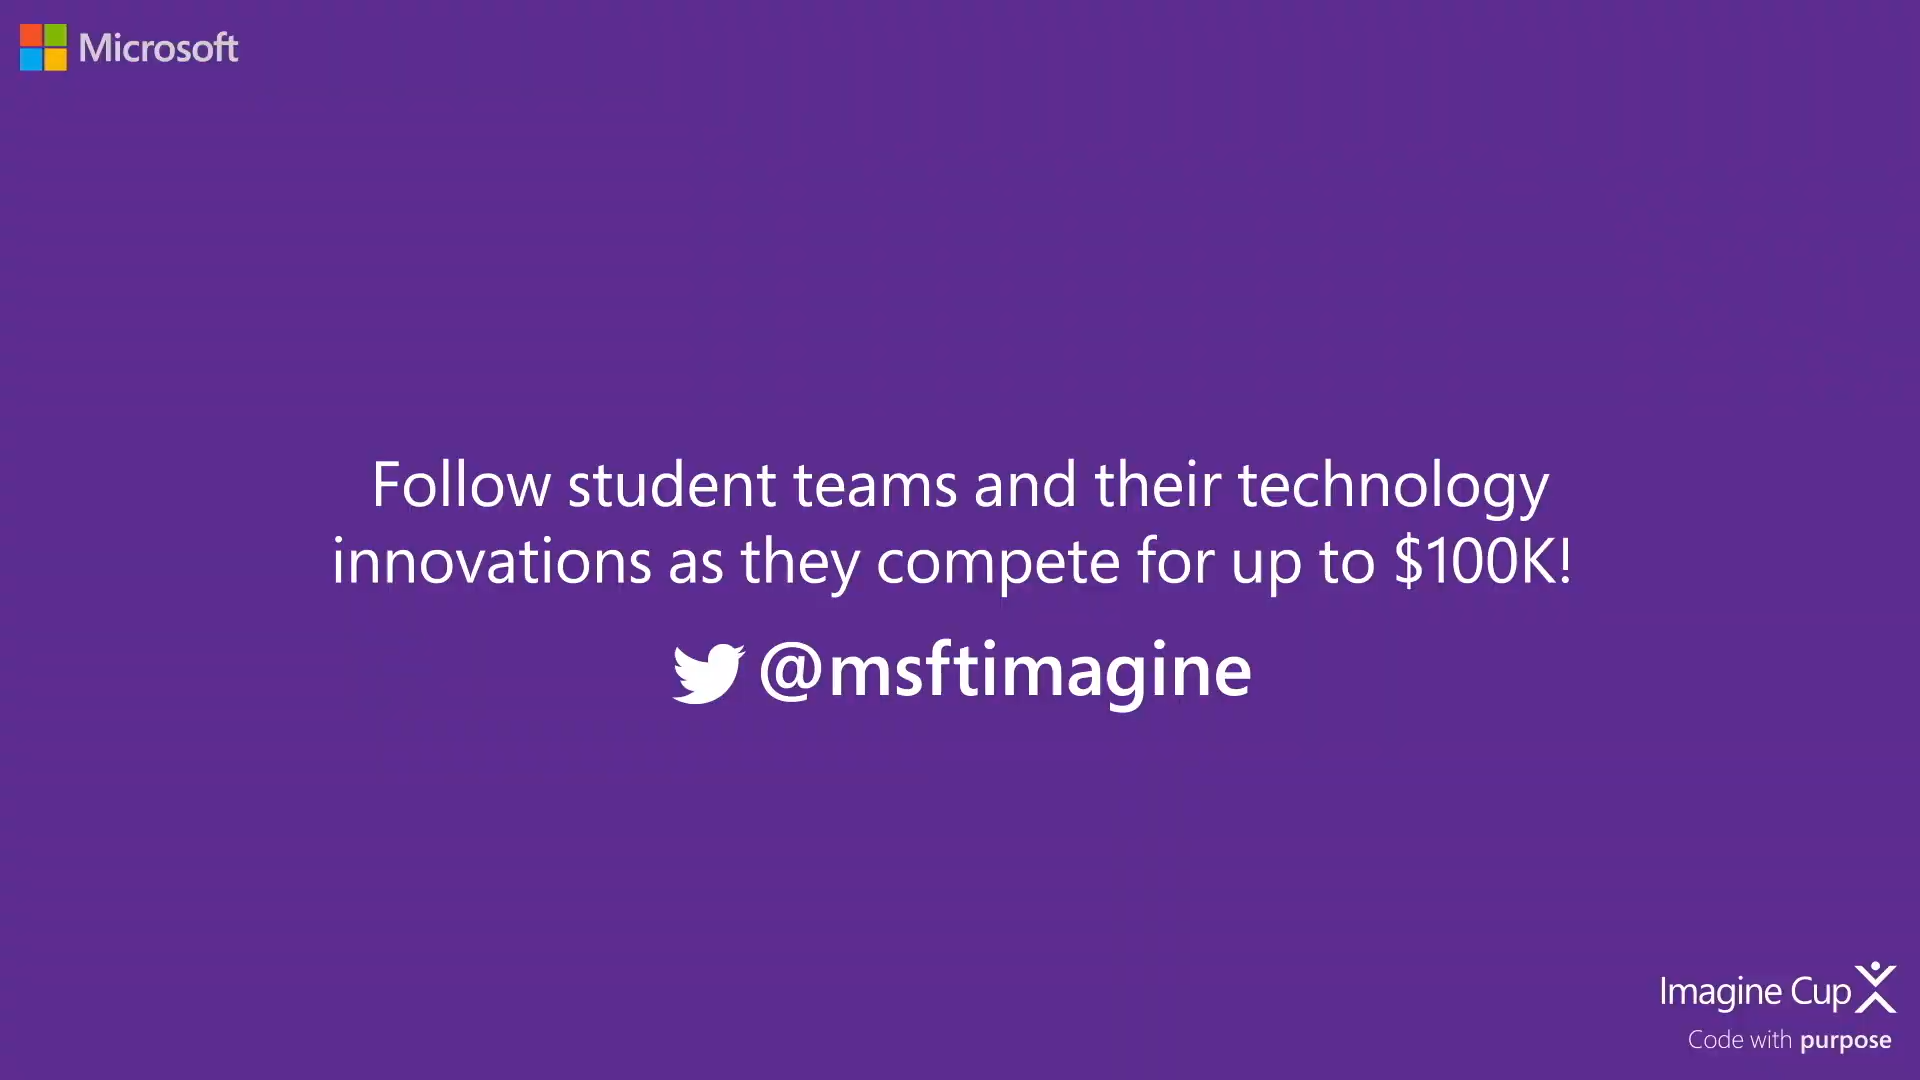 Microsoft
Follow student teams and their technology
innovations as they compete for up to $100K!
@msftimagine
Imagine Cup
Code with purpose